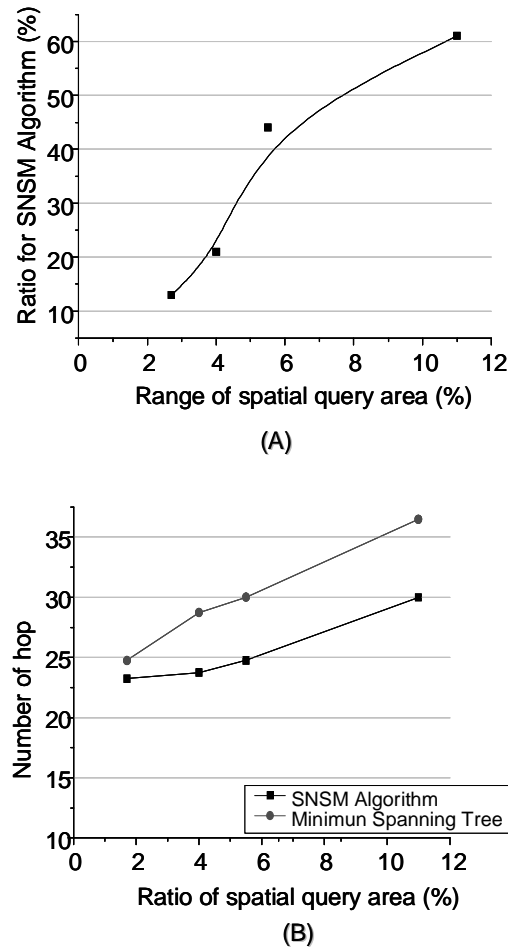 Ratio for SNSM Algorithm (%)
60
50
40
30
20
10
0 2 4 6 8 10 12
Range of spatial query area (%)
(A)
Number of hop
35
30
25
20
15
10
SNSM Algorithm
Minimun Spanning Tree
0 2 4 6 8 10 12
Ratio of spatial query area (%)
(B)